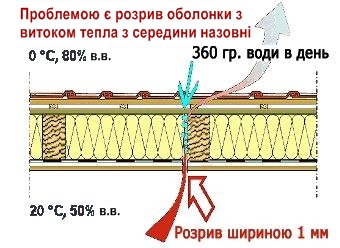 Проблемою є розрив оболонки з
витоком тепла з середини назовні
0 °C, 80% в.в.
360 гр. води в день
20 °C, 50% в.в.
Розрив шириною 1 мм